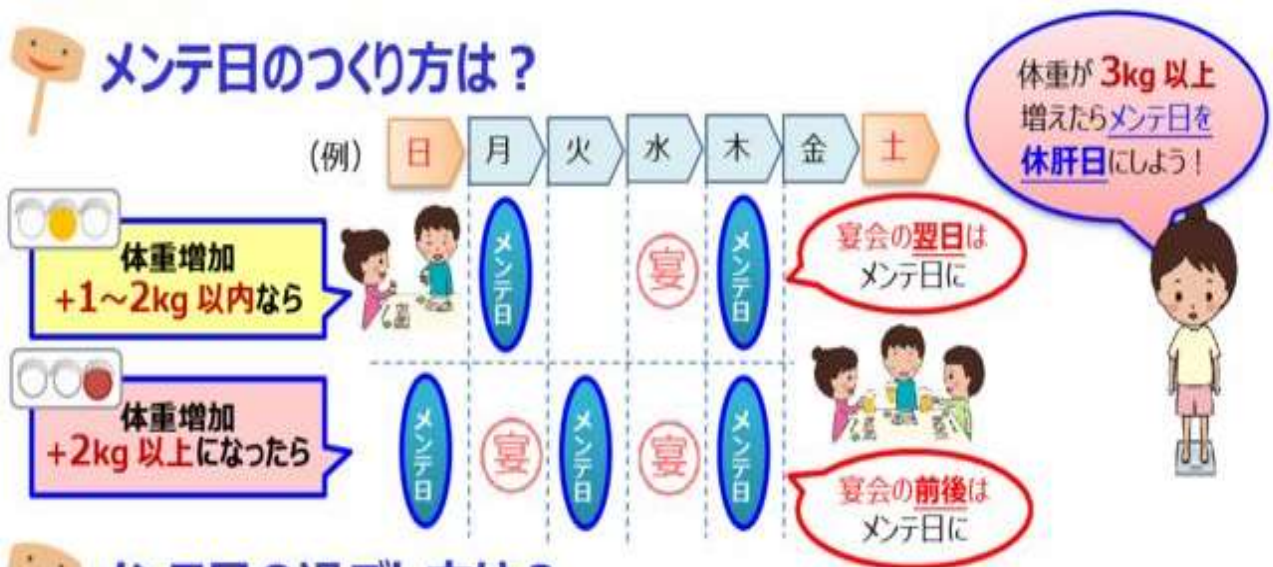 メンテ日のつくり方は？
体重が 3kg 以上
増えたらメンテ日を
休肝日にしよう！
（例）
日 月 火 水 木 金 土
体重増加
+1～2kg 以内なら
メンテ日
宴
メンテ日
宴会の翌日は
メンテ日に
体重増加
+2kg 以上になったら
メンテ日
宴
メンテ日
宴
メンテ日
宴会の前後は
メンテ日に